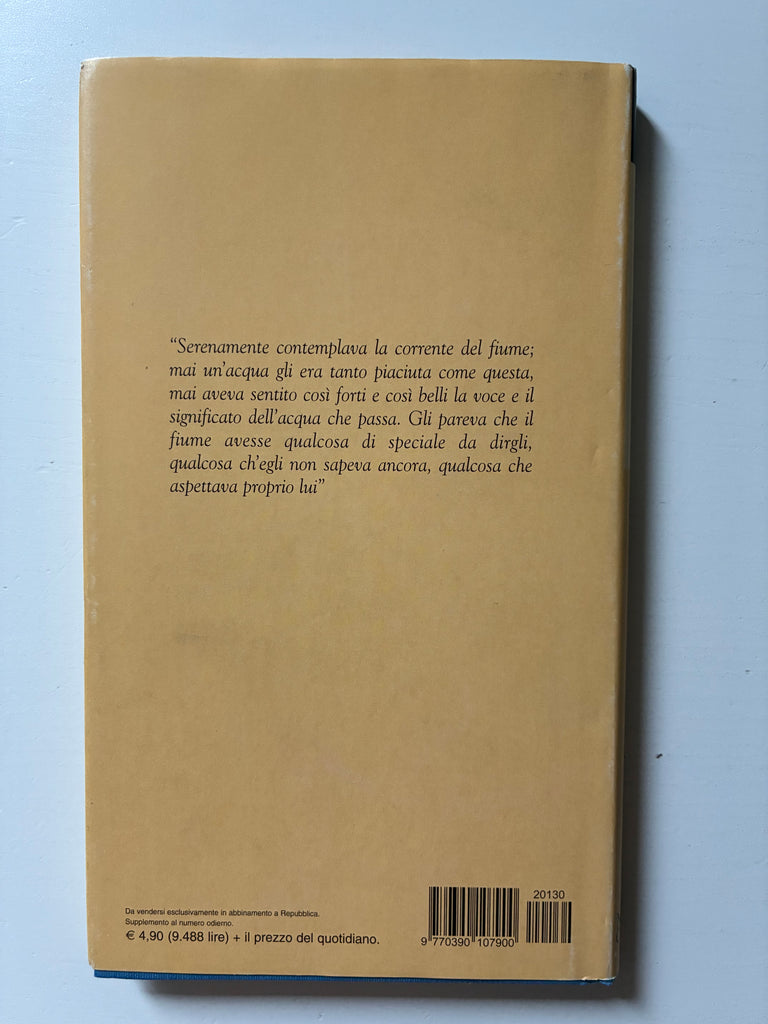 “Serenamente contemplava la corrente del fiume;
mai un'acqua gli era tanto piaciuta come questa,
mai aveva sentito così forti e così belli la voce e il
significato dell'acqua che passa. Gli pareva che il
fiume avesse qualcosa di speciale da dirgli,
qualcosa ch'egli non sapeva ancora, qualcosa che
aspettava proprio lui”
Da vendersi esclusivamente in abbinamento a Repubblica.
Supplemento al numero odierno.
€ 4,90 (9.488 lire) + il prezzo del quotidiano.
20130
9 770390 107900